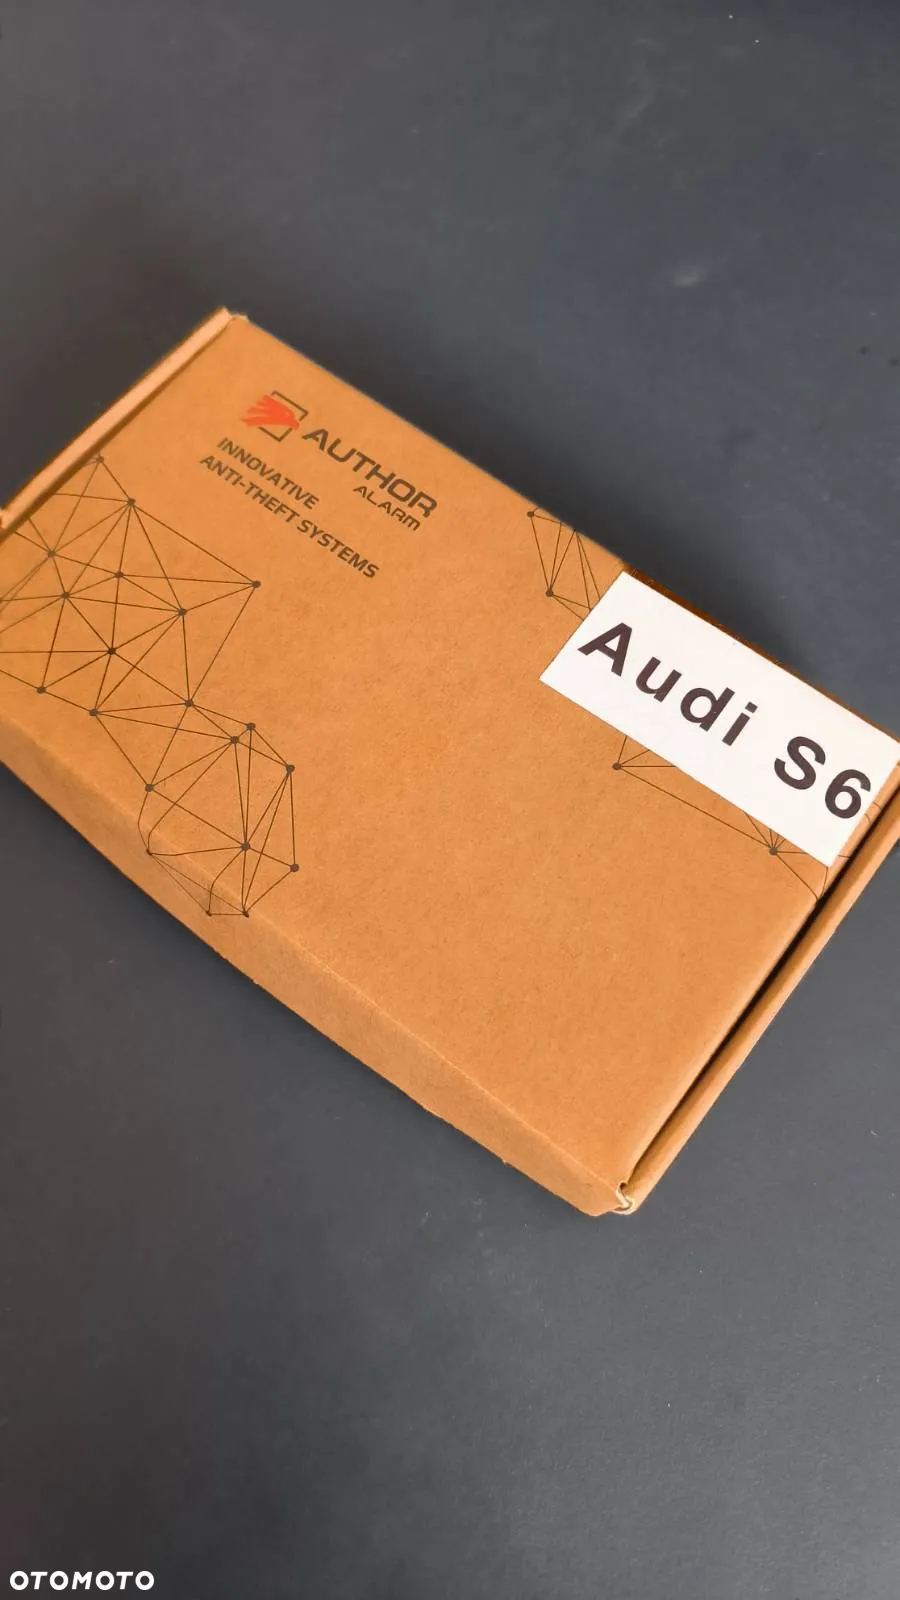 AUTHOR
ALARM
INNOVATIVE
ANTI-THEFT SYSTEMS
Audi S6
OTOMOTO